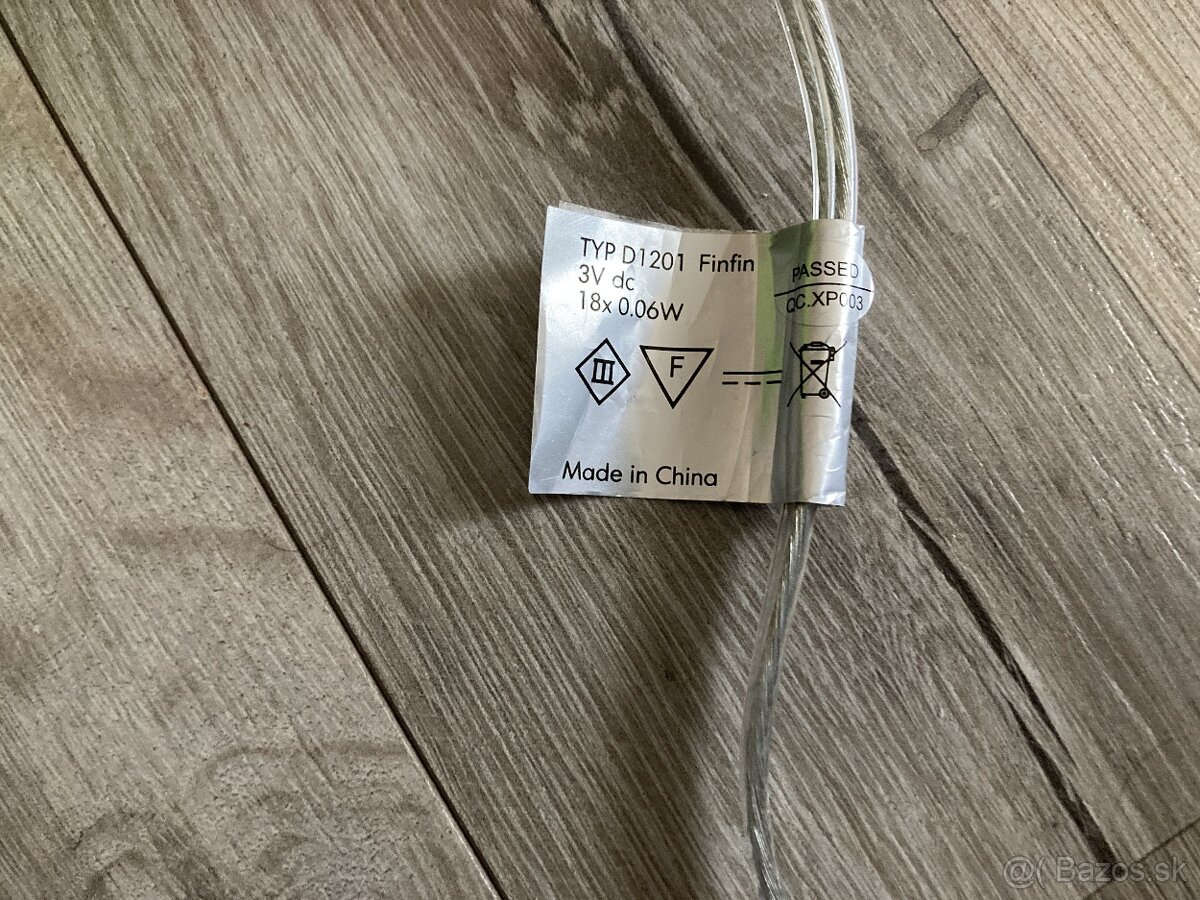 TYP D1201 Finfin
3V dc
18x 0.06W
PASSED
QC.XP003
III
F
Made in China
@( Bazos.sk